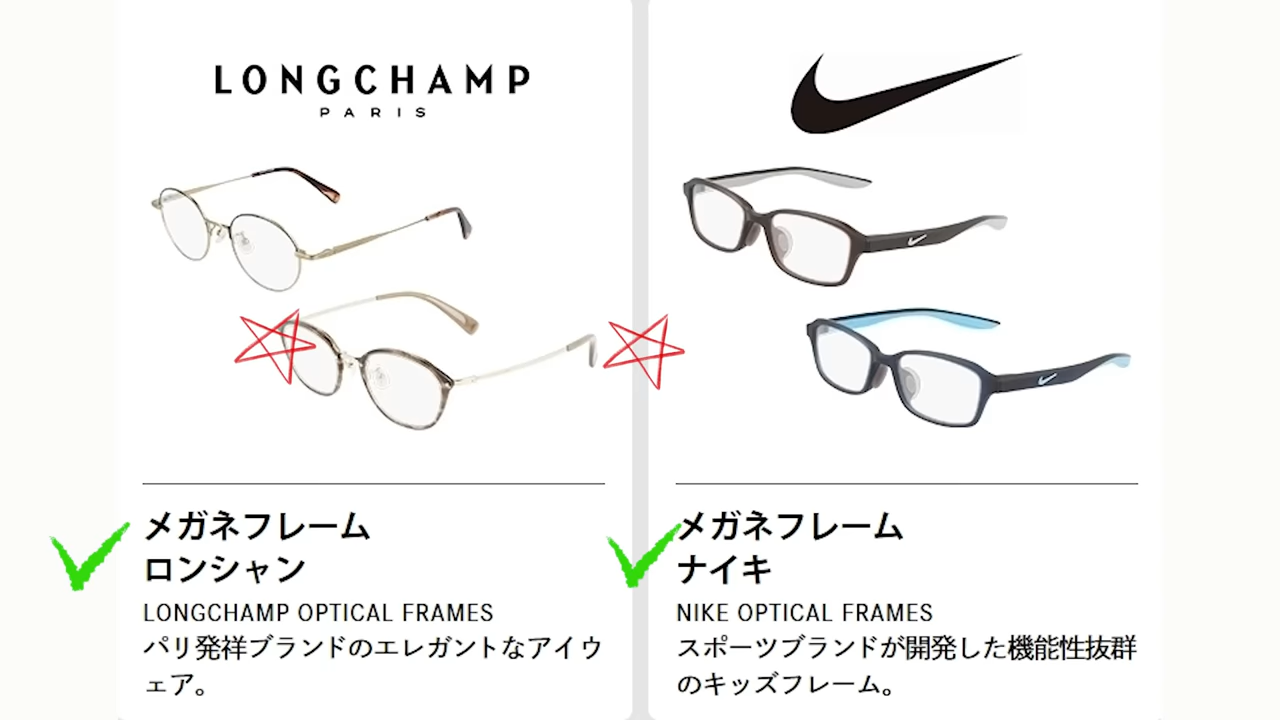 LONGCHAMP
PARIS
メガネフレーム
ロンシャン
LONGCHAMP OPTICAL FRAMES
パリ発祥ブランドのエレガントなアイウ
ェア。
メガネフレーム
ナイキ
NIKE OPTICAL FRAMES
スポーツブランドが開発した機能性抜群
のキッズフレーム。